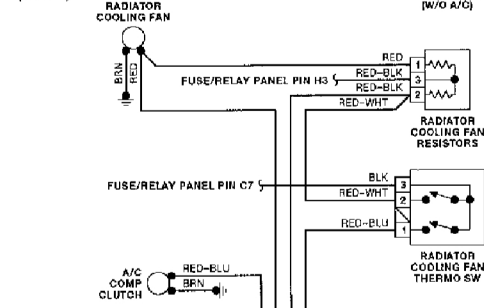 RADIATOR
COOLING FAN
(W/O A/C)
BRN
RED
RED
1
RED-BLK
3
FUSE/RELAY PANEL PIN H3
RED-BLK
2
RED-WHT
RADIATOR
COOLING FAN
RESISTORS
BLK
3
FUSE/RELAY PANEL PIN C7
RED-WHT
2
RED-BLU
1
RADIATOR
COOLING FAN
THERMO SW
A/C
COMP
CLUTCH
RED-BLU
BRN